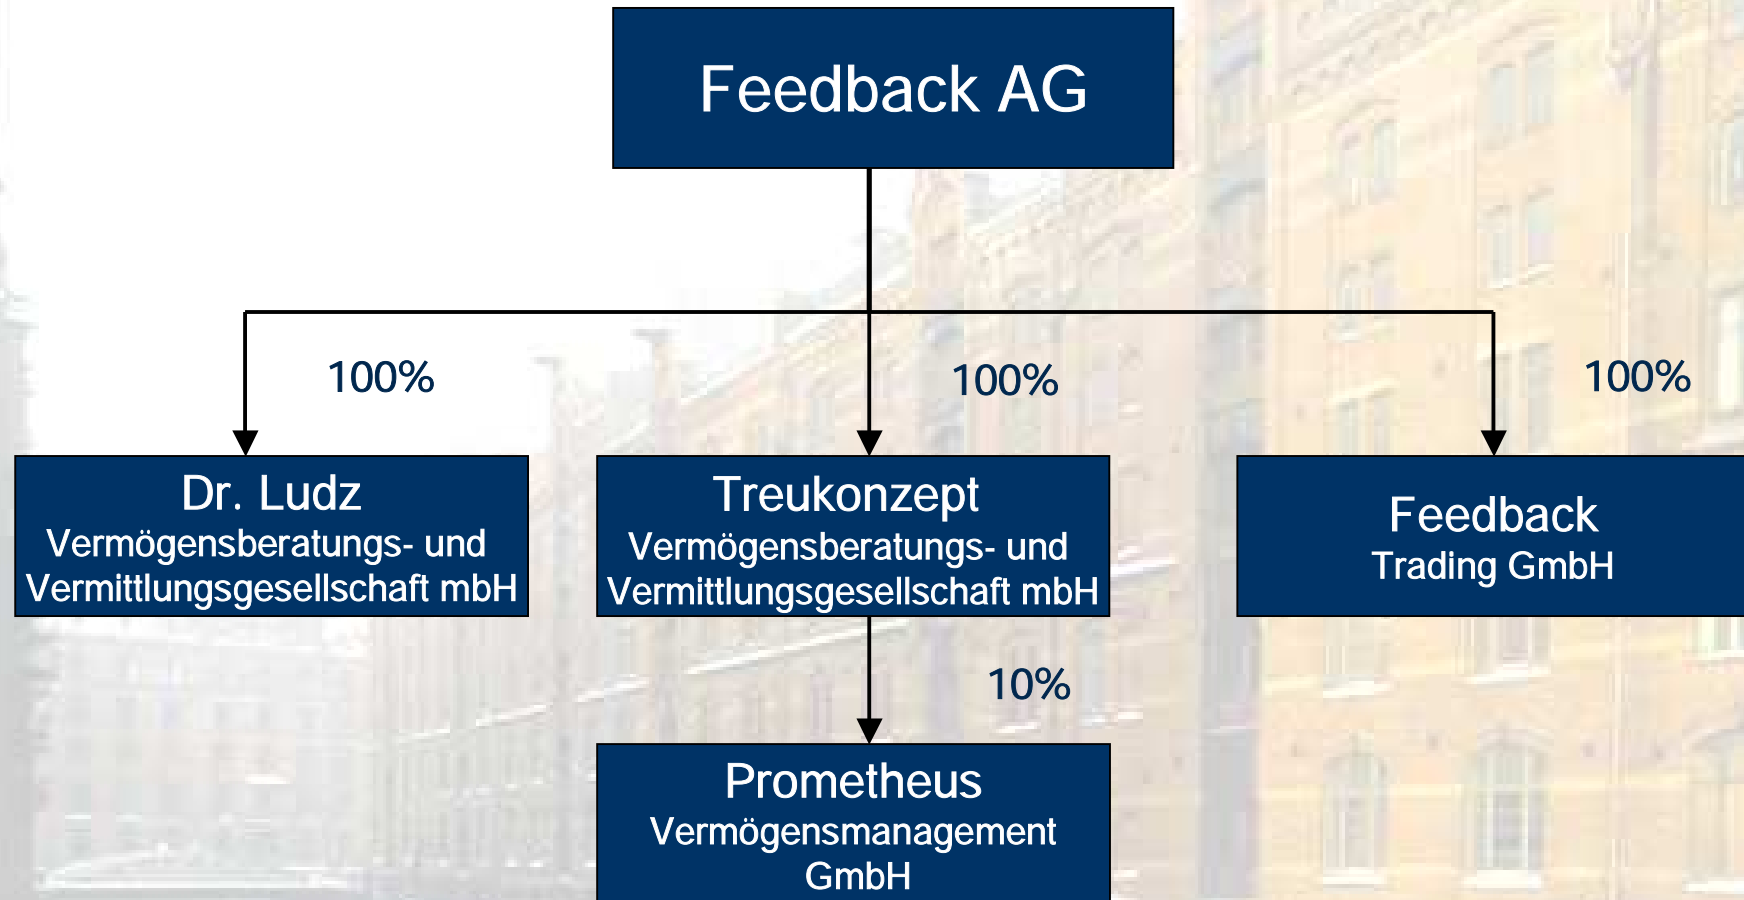 Feedback AG
100%
100%
100%
Dr. Ludz
Vermögensberatungs- und
Vermittlungsgesellschaft mbH
Treukonzept
Vermögensberatungs- und
Vermittlungsgesellschaft mbH
Feedback
Trading GmbH
10%
Prometheus
Vermögensmanagement
GmbH